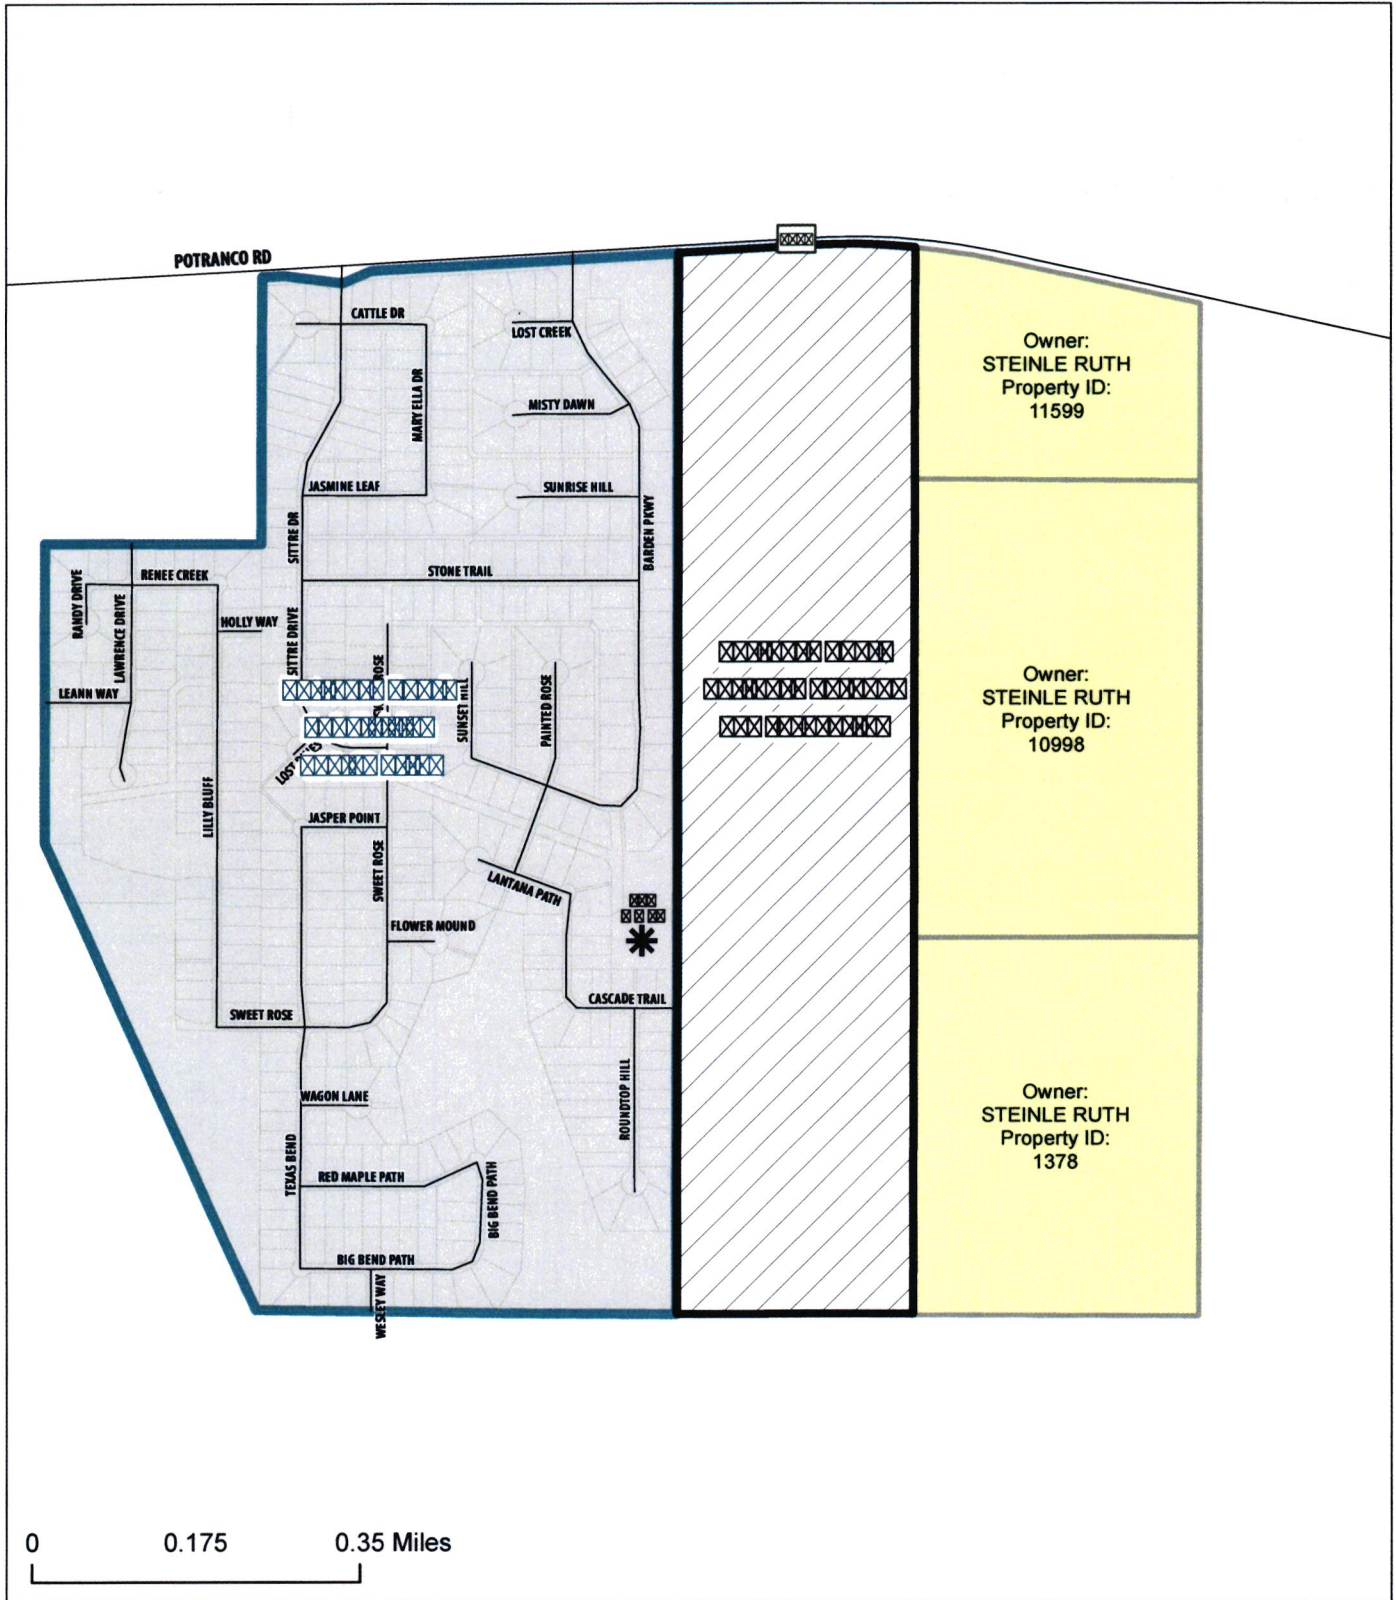 POTRANCO RD
CATTLE DR
LOST CREEK
MARY ELLA DR
MISTY DAWN
JASMINE LEAF
SUNRISE HILL
SITTRE DR
BARDEN PKWY
STONE TRAIL
RENEE CREEK
RANDY DRIVE
LAWRENCE DRIVE
HOLLY WAY
SITTRE DRIVE
ROSE
LEANN WAY
SUNSET HILL
PAINTED ROSE
LOST
LILLY BLUFF
JASPER POINT
SWEET ROSE
LANTANA PATH
FLOWER MOUND
CASCADE TRAIL
SWEET ROSE
ROUNDTOP HILL
WAGON LANE
TEXAS BEND
RED MAPLE PATH
BIG BEND PATH
BIG BEND PATH
WESLEY WAY
Owner:
STEINLE RUTH
Property ID:
11599
Owner:
STEINLE RUTH
Property ID:
10998
Owner:
STEINLE RUTH
Property ID:
1378
0 0.175 0.35 Miles